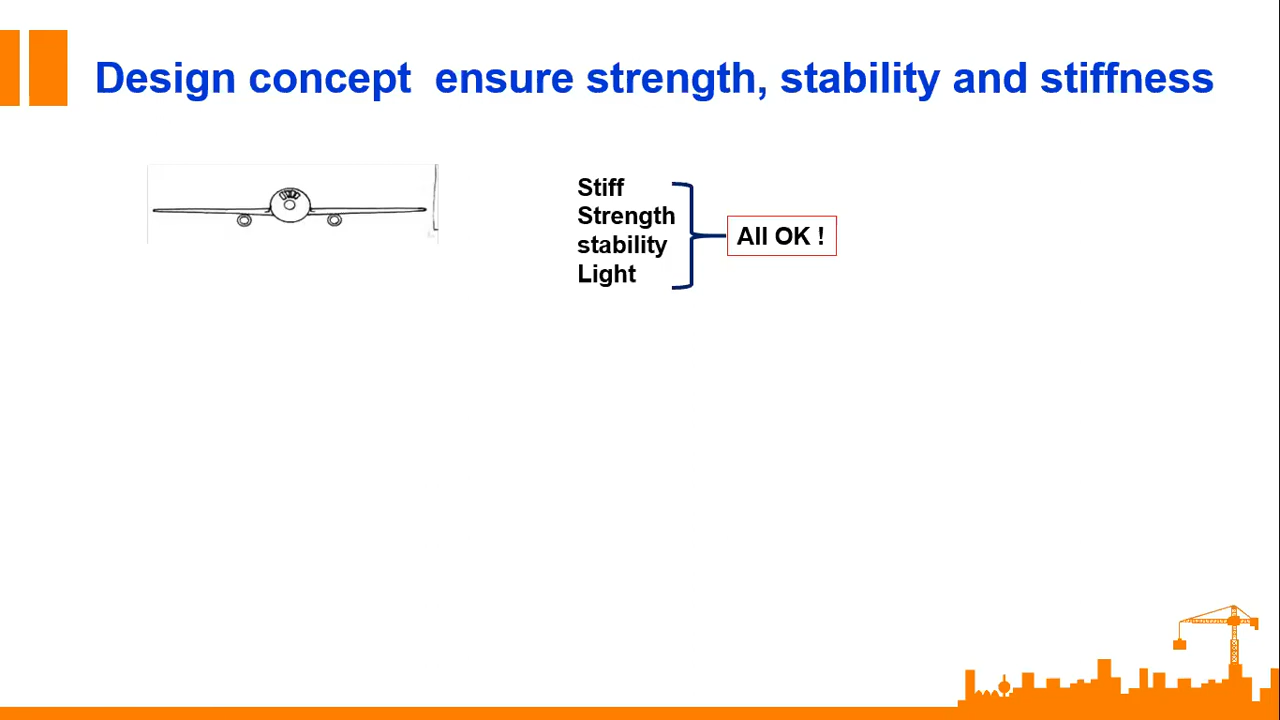 Design concept  ensure strength, stability and stiffness
Stiff
Strength
stability
Light
All OK !